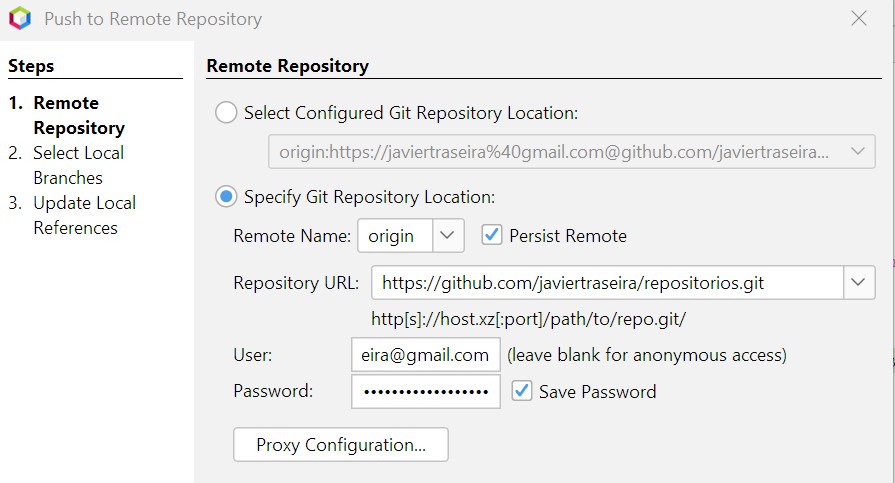 Push to Remote Repository
Steps
1. Remote
Repository
2. Select Local
Branches
3. Update Local
References
Remote Repository
Select Configured Git Repository Location:
origin:https://javiertraseira%40gmail.com@github.com/javiertraseira...
Specify Git Repository Location:
Remote Name: origin Persist Remote
Repository URL: https://github.com/javiertraseira/repositorios.git
http[s]://host.xz[:port]/path/to/repo.git/
User: eira@gmail.com (leave blank for anonymous access)
Password: •••••••••••••••••• Save Password
Proxy Configuration...